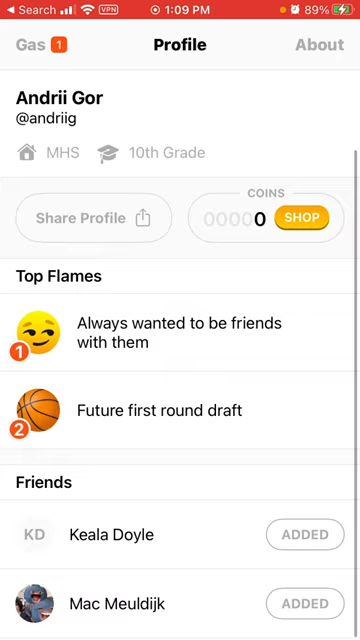 Search
VPN
1:09 PM
89%
Gas 1
Profile
About
Andrii Gor
@andriig
MHS
10th Grade
Share Profile
COINS
00000
SHOP
Top Flames
1
Always wanted to be friends
with them
2
Future first round draft
Friends
KD
Keala Doyle
ADDED
Mac Meuldijk
ADDED